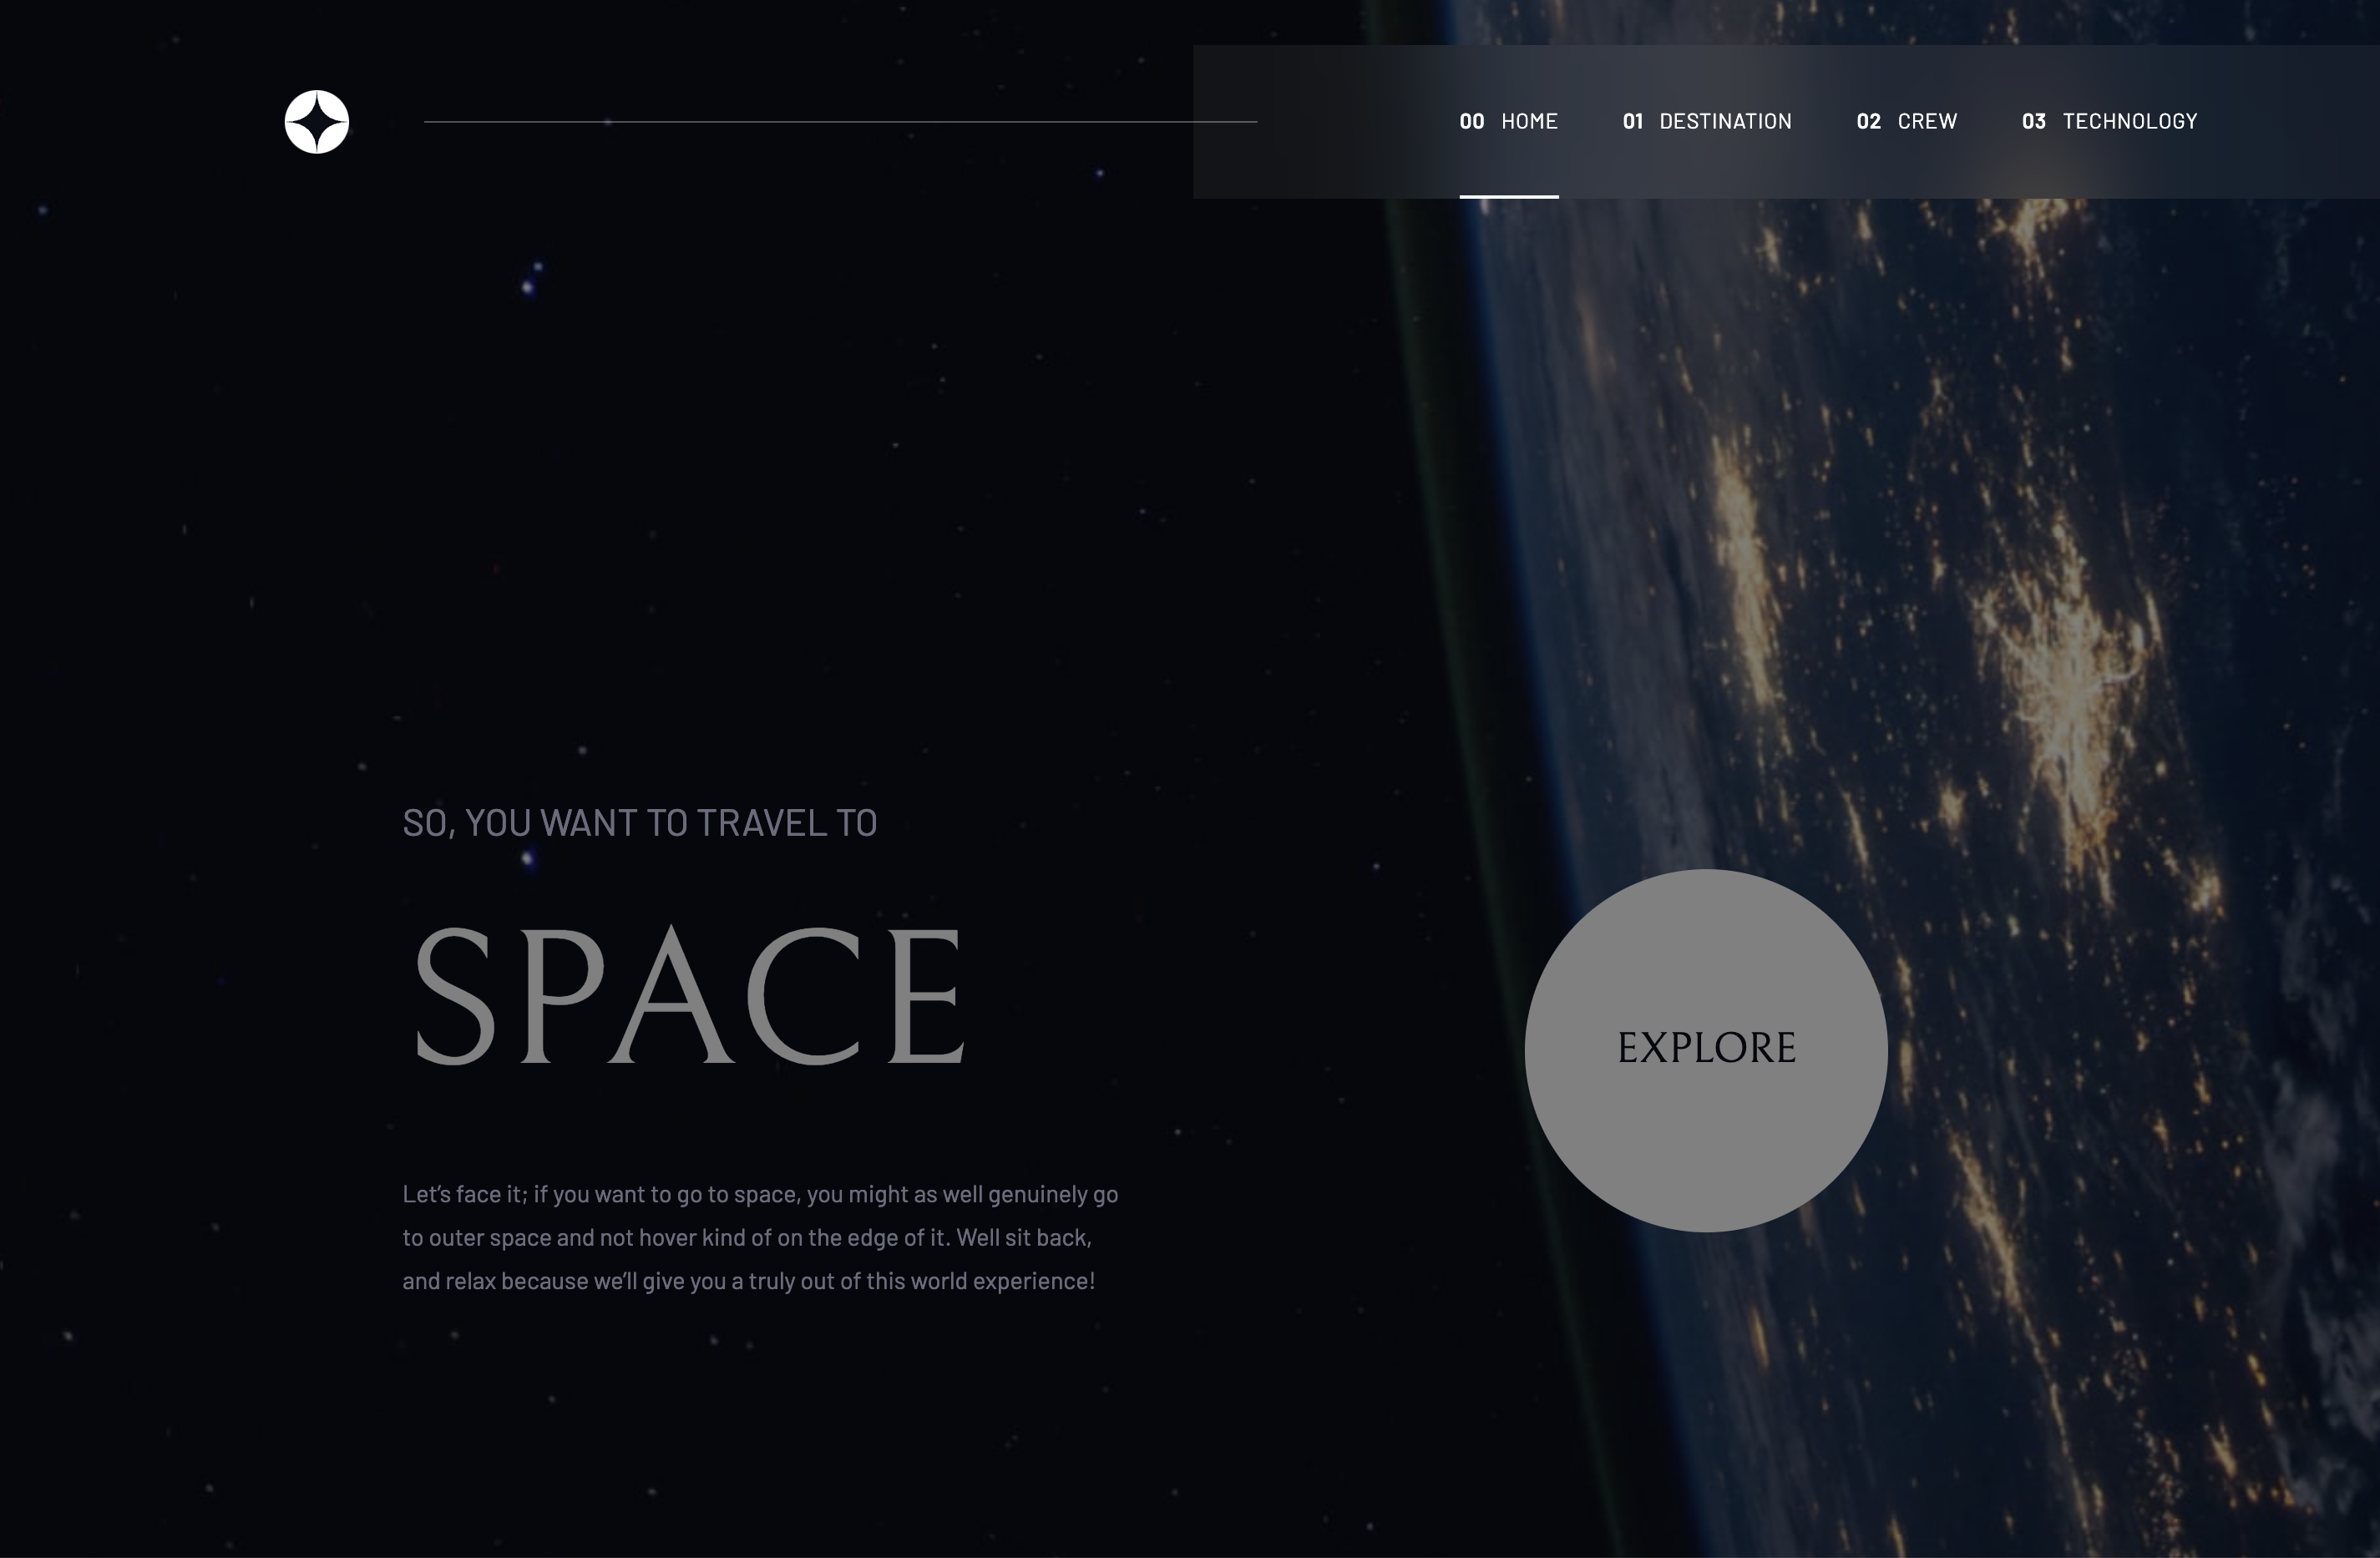 00 HOME 01 DESTINATION 02 CREW 03 TECHNOLOGY
SO, YOU WANT TO TRAVEL TO
SPACE
EXPLORE
Let’s face it; if you want to go to space, you might as well genuinely go
to outer space and not hover kind of on the edge of it. Well sit back,
and relax because we’ll give you a truly out of this world experience!